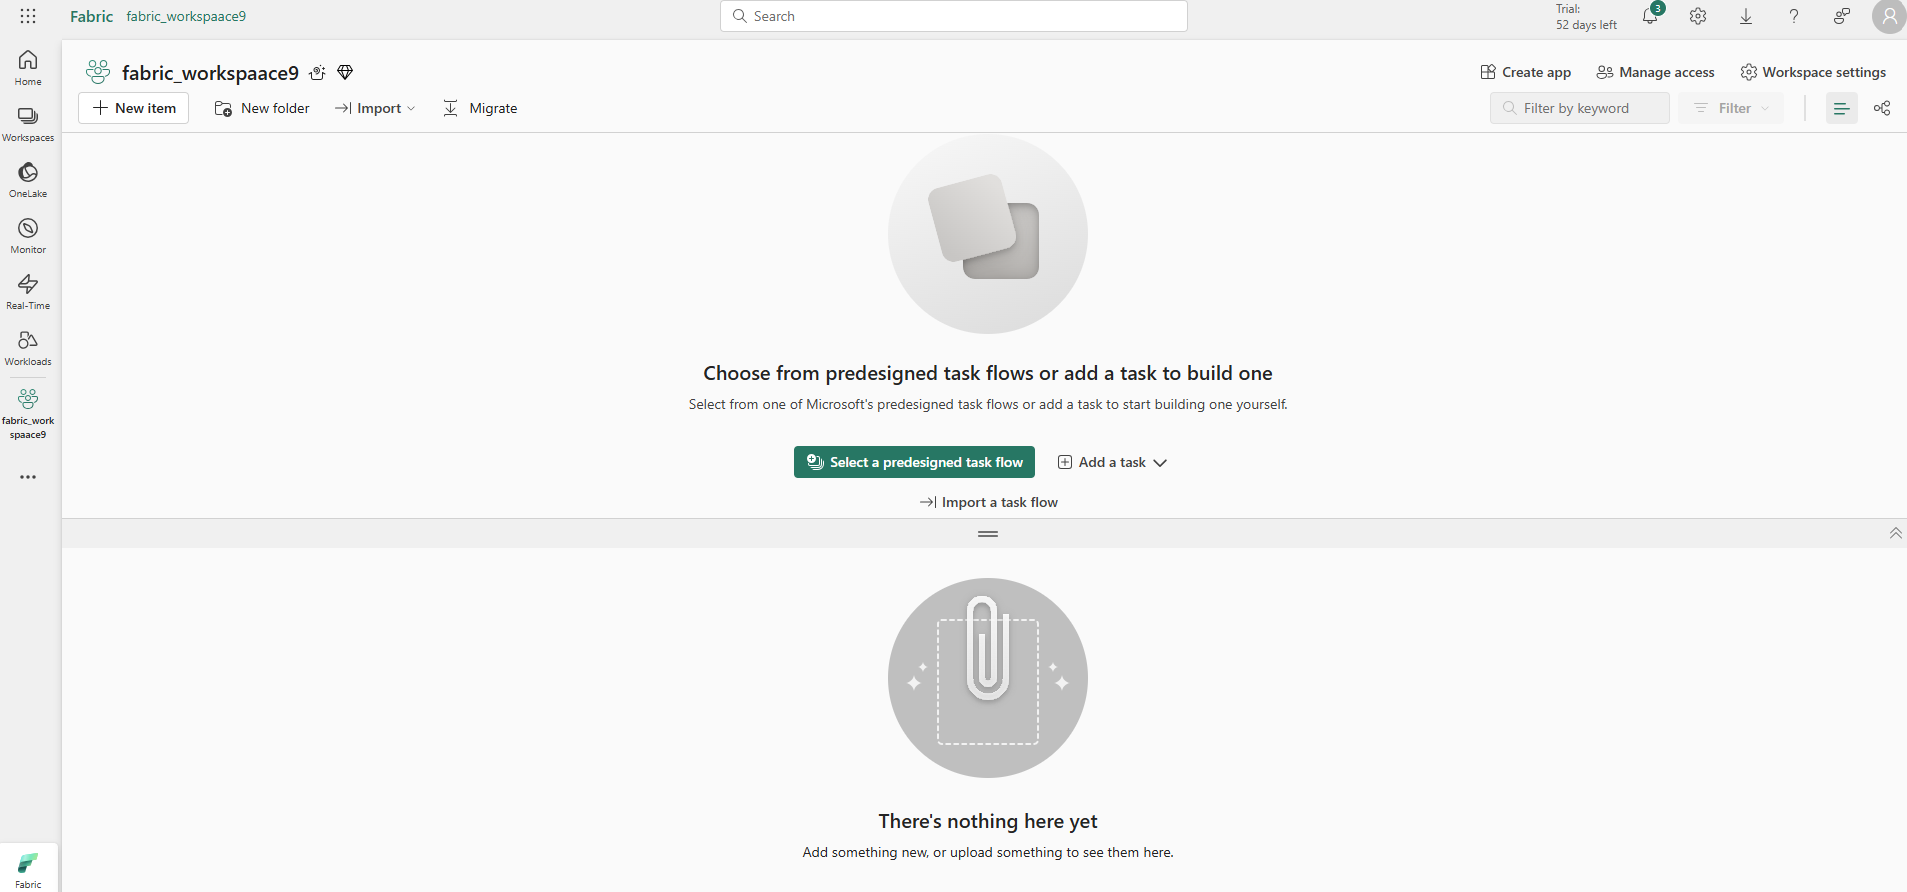 Fabric fabric_workspaace9
Search
Trial:
52 days left
3
Home
Workspaces
OneLake
Monitor
Real-Time
Workloads
fabric_work
spaace9
Fabric
fabric_workspaace9
Create app
Manage access
Workspace settings
New item
New folder
Import
Migrate
Filter by keyword
Filter
Choose from predesigned task flows or add a task to build one
Select from one of Microsoft's predesigned task flows or add a task to start building one yourself.
Select a predesigned task flow
Add a task
Import a task flow
There's nothing here yet
Add something new, or upload something to see them here.